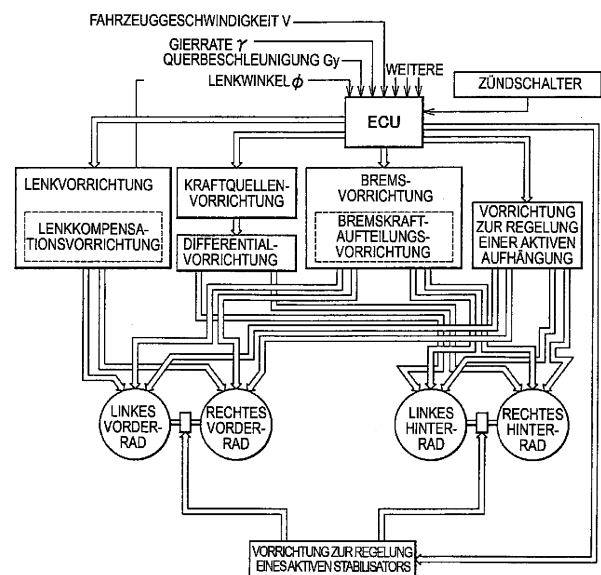 FAHRZEUGGESCHWINDIGKEIT V
GIERRATE γ
QUERBESCHLEUNIGUNG Gy
LENKWINKEL ϕ
WEITERE
ZÜNDSCHALTER
ECU
LENKVORRICHTUNG
LENKKOMPENSA-
TIONSVORRICHTUNG
KRAFTQUELLEN-
VORRICHTUNG
DIFFERENTIAL-
VORRICHTUNG
BREMS-
VORRICHTUNG
BREMSKRAFT-
AUFTEILUNGS-
VORRICHTUNG
VORRICHTUNG
ZUR REGELUNG
EINER AKTIVEN
AUFHÄNGUNG
LINKES
VORDER-
RAD
RECHTES
VORDER-
RAD
LINKES
HINTER-
RAD
RECHTES
HINTER-
RAD
VORRICHTUNG ZUR REGELUNG
EINES AKTIVEN STABILISATORS